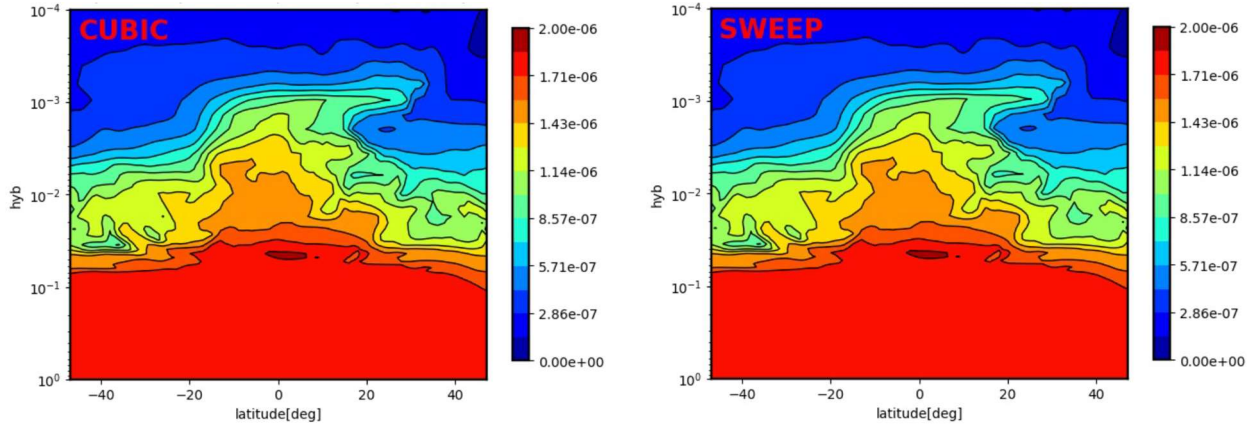 CUBIC
10⁻⁴
10⁻³
10⁻²
10⁻¹
10⁰
hyb
−40
−20
0
20
40
latitude[deg]
2.00e−06
1.71e−06
1.43e−06
1.14e−06
8.57e−07
5.71e−07
2.86e−07
0.00e+00
SWEEP
10⁻⁴
10⁻³
10⁻²
10⁻¹
10⁰
hyb
−40
−20
0
20
40
latitude[deg]
2.00e−06
1.71e−06
1.43e−06
1.14e−06
8.57e−07
5.71e−07
2.86e−07
0.00e+00